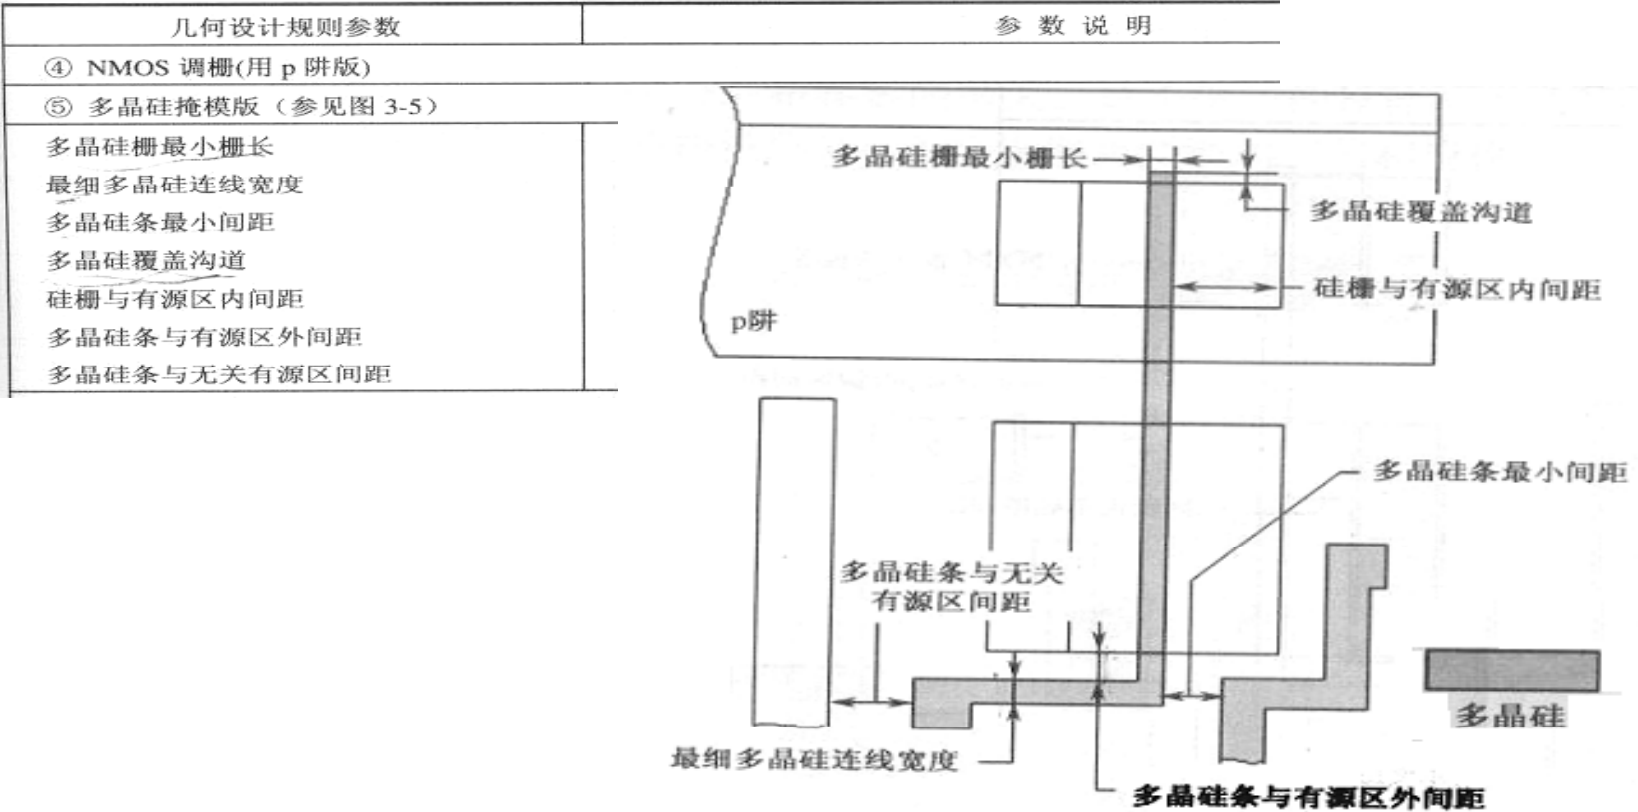 几何设计规则参数
参 数 说 明
④ NMOS 调栅(用 p 阱版)
⑤ 多晶硅掩模版（参见图 3-5）
多晶硅栅最小栅长
最细多晶硅连线宽度
多晶硅条最小间距
多晶硅覆盖沟道
硅栅与有源区内间距
多晶硅条与有源区外间距
多晶硅条与无关有源区间距
多晶硅栅最小栅长
多晶硅覆盖沟道
硅栅与有源区内间距
p阱
多晶硅条最小间距
多晶硅条与无关
有源区间距
多晶硅
最细多晶硅连线宽度
多晶硅条与有源区外间距